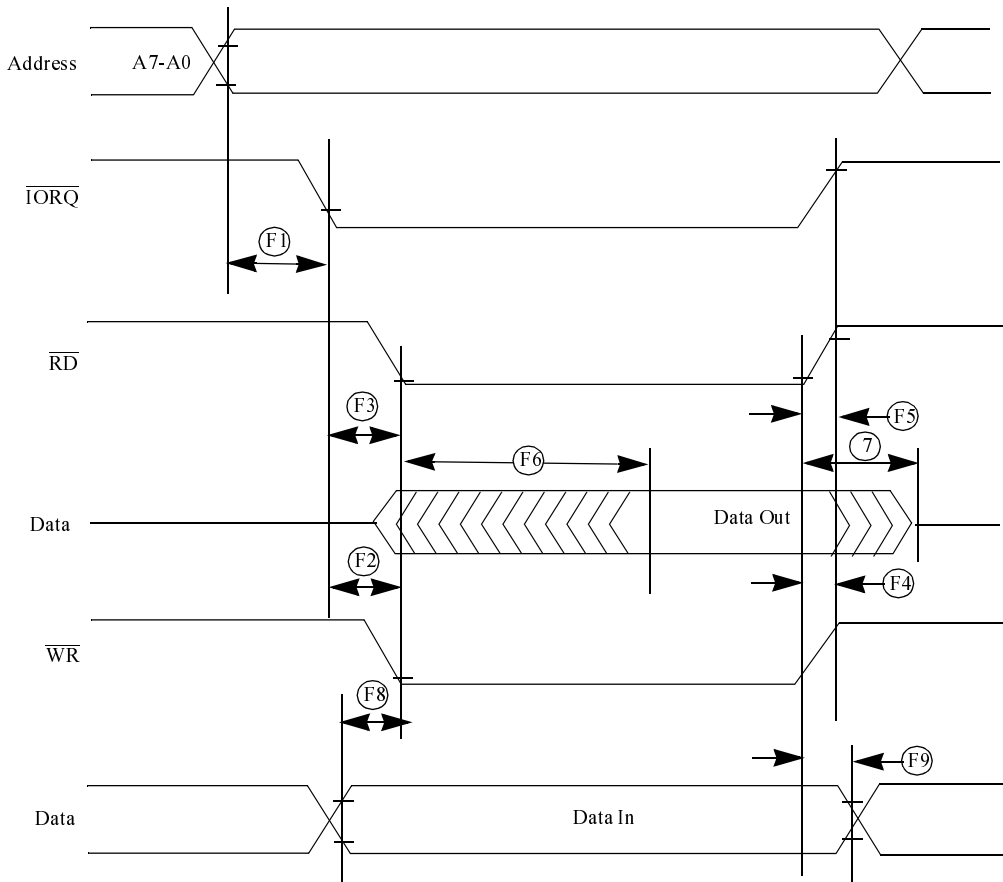 Address A7-A0
IORQ
F1
RD
F3
F5
7
F6
Data Data Out
F2
F4
WR
F8
F9
Data Data In